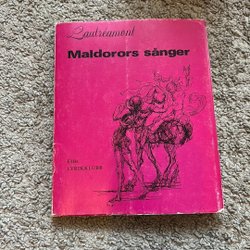 Lautréamont
Maldorors sånger
FIBs
LYRIKKLUBB